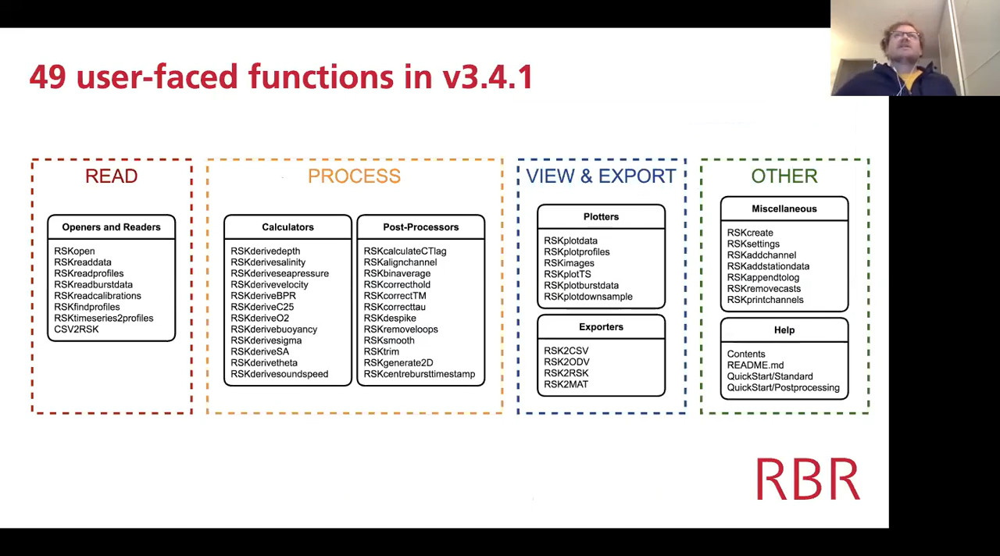 49 user-faced functions in v3.4.1
READ
Openers and Readers
RSKopen
RSKreaddata
RSKreadprofiles
RSKreadburstdata
RSKreadcalibrations
RSKfindprofiles
RSKtimeseries2profiles
CSV2RSK
PROCESS
Calculators
RSKderivedepth
RSKderivesalinity
RSKderiveseapressure
RSKderivevelocity
RSKderiveBPR
RSKderiveC25
RSKderiveO2
RSKderivebuoyancy
RSKderivesigma
RSKderiveSA
RSKderivetheta
RSKderivesoundspeed
Post-Processors
RSKcalculateCTlag
RSKalignchannel
RSKbinaverage
RSKcorrecthold
RSKcorrectTM
RSKcorrecttau
RSKdespike
RSKremoveloops
RSKsmooth
RSKtrim
RSKgenerate2D
RSKcentrebursttimestamp
VIEW & EXPORT
Plotters
RSKplotdata
RSKplotprofiles
RSKimages
RSKplotTS
RSKplotburstdata
RSKplotdownsample
Exporters
RSK2CSV
RSK2ODV
RSK2RSK
RSK2MAT
OTHER
Miscellaneous
RSKcreate
RSKsettings
RSKaddchannel
RSKaddstationdata
RSKappendtolog
RSKremovecasts
RSKprintchannels
Help
Contents
README.md
QuickStart/Standard
QuickStart/Postprocessing
RBR